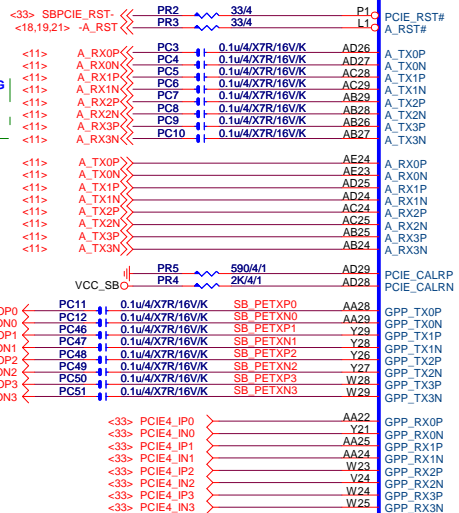 <33> SBPCIE_RST- PR2 33/4 P1 PCIE_RST#
<18,19,21> -A_RST PR3 33/4 L1 A_RST#
<11> A_RX0P PC3 0.1u/4/X7R/16V/K AD26 A_TX0P
<11> A_RX0N PC4 0.1u/4/X7R/16V/K AD27 A_TX0N
<11> A_RX1P PC5 0.1u/4/X7R/16V/K AC28 A_TX1P
<11> A_RX1N PC6 0.1u/4/X7R/16V/K AC29 A_TX1N
<11> A_RX2P PC7 0.1u/4/X7R/16V/K AB29 A_TX2P
<11> A_RX2N PC8 0.1u/4/X7R/16V/K AB28 A_TX2N
<11> A_RX3P PC9 0.1u/4/X7R/16V/K AB26 A_TX3P
<11> A_RX3N PC10 0.1u/4/X7R/16V/K AB27 A_TX3N
<11> A_TX0P AE24 A_RX0P
<11> A_TX0N AE23 A_RX0N
<11> A_TX1P AD25 A_RX1P
<11> A_TX1N AD24 A_RX1N
<11> A_TX2P AC24 A_RX2P
<11> A_TX2N AC25 A_RX2N
<11> A_TX3P AB25 A_RX3P
<11> A_TX3N AB24 A_RX3N
PR5 590/4/1 AD29 PCIE_CALRP
VCC_SB PR4 2K/4/1 AD28 PCIE_CALRN
OP0 PC11 0.1u/4/X7R/16V/K SB_PETXP0 AA28 GPP_TX0P
ON0 PC12 0.1u/4/X7R/16V/K SB_PETXN0 AA29 GPP_TX0N
OP1 PC46 0.1u/4/X7R/16V/K SB_PETXP1 Y29 GPP_TX1P
ON1 PC47 0.1u/4/X7R/16V/K SB_PETXN1 Y28 GPP_TX1N
OP2 PC48 0.1u/4/X7R/16V/K SB_PETXP2 Y26 GPP_TX2P
ON2 PC49 0.1u/4/X7R/16V/K SB_PETXN2 Y27 GPP_TX2N
OP3 PC50 0.1u/4/X7R/16V/K SB_PETXP3 W28 GPP_TX3P
ON3 PC51 0.1u/4/X7R/16V/K SB_PETXN3 W29 GPP_TX3N
<33> PCIE4_IP0 AA22 GPP_RX0P
<33> PCIE4_IN0 Y21 GPP_RX0N
<33> PCIE4_IP1 AA25 GPP_RX1P
<33> PCIE4_IN1 AA24 GPP_RX1N
<33> PCIE4_IP2 W23 GPP_RX2P
<33> PCIE4_IN2 V24 GPP_RX2N
<33> PCIE4_IP3 W24 GPP_RX3P
<33> PCIE4_IN3 W25 GPP_RX3N